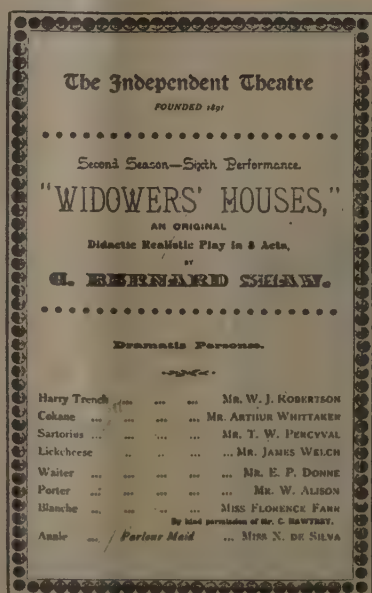 The Independent Theatre
FOUNDED 1891
Second Season—Sixth Performance
"WIDOWERS' HOUSES,"
AN ORIGINAL
Didactic Realistic Play in 3 Acts,
BY
G. BERNARD SHAW.
Dramatis Personæ.
Harry Trench ... ... ... MR. W. J. ROBERTSON
Cokane ... ... ... ... MR. ARTHUR WHITTAKER
Sartorius ... ... ... ... MR. T. W. PERCYVAL
Lickcheese ... ... ... ... MR. JAMES WELCH
Waiter ... ... ... ... MR. E. P. DONNE
Porter ... ... ... ... MR. W. ALISON
Blanche ... ... ... ... MISS FLORENCE FARR
By kind permission of Mr. C. HAWTREY.
Annie ... Parlour Maid ... MISS N. DE SILVA